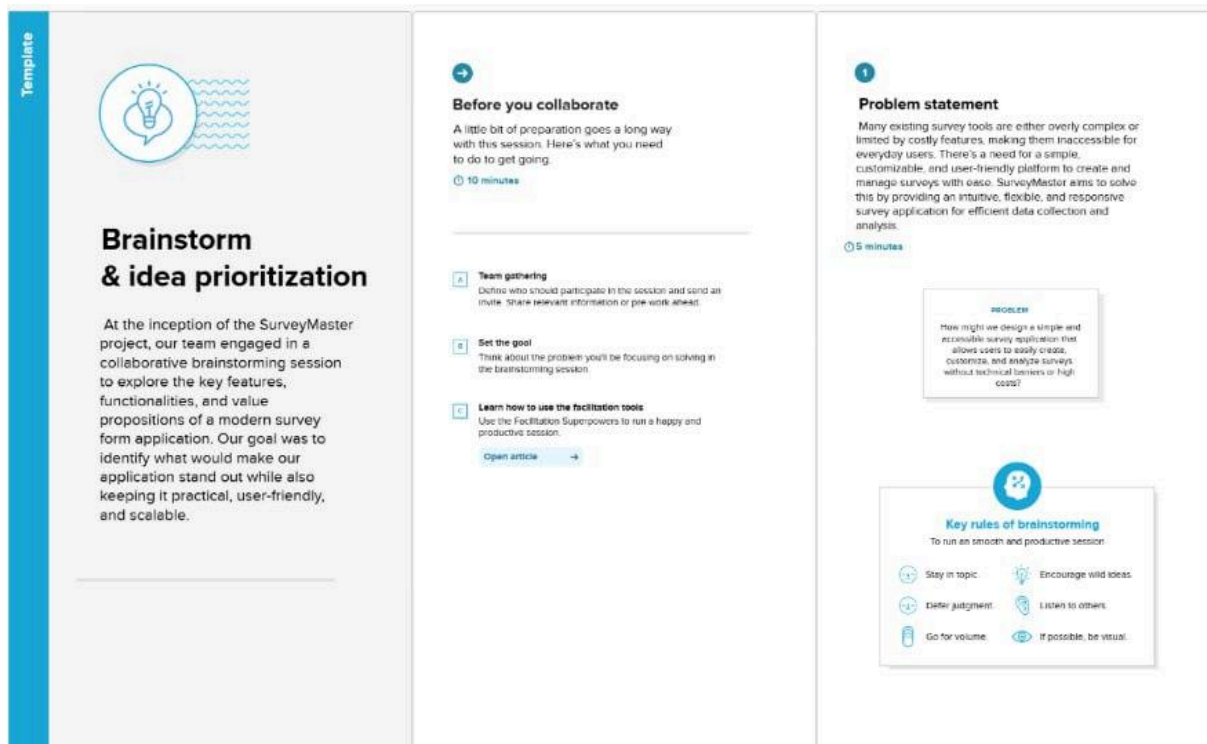 Template
Brainstorm
& idea prioritization
At the inception of the SurveyMaster
project, our team engaged in a
collaborative brainstorming session
to explore the key features,
functionalities, and value
propositions of a modern survey
form application. Our goal was to
identify what would make our
application stand out while also
keeping it practical, user-friendly,
and scalable.
Before you collaborate
A little bit of preparation goes a long way
with this session. Here's what you need
to do to get going.
10 minutes
A
Team gathering
Define who should participate in the session and send an
invite. Share relevant information or pre-work ahead.
B
Set the goal
Think about the problem you'll be focusing on solving in
the brainstorming session.
C
Learn how to use the facilitation tools
Use the Facilitation Superpowers to run a happy and
productive session.
Open article
1
Problem statement
Many existing survey tools are either overly complex or
limited by costly features, making them inaccessible for
everyday users. There's a need for a simple,
customizable, and user-friendly platform to create and
manage surveys with ease. SurveyMaster aims to solve
this by providing an intuitive, flexible, and responsive
survey application for efficient data collection and
analysis.
5 minutes
PROBLEM
How might we design a simple and
accessible survey application that
allows users to easily create,
customize, and analyze surveys
without technical barriers or high
costs?
Key rules of brainstorming
To run an smooth and productive session
Stay in topic.
Encourage wild ideas.
Defer judgment.
Listen to others.
Go for volume.
If possible, be visual.